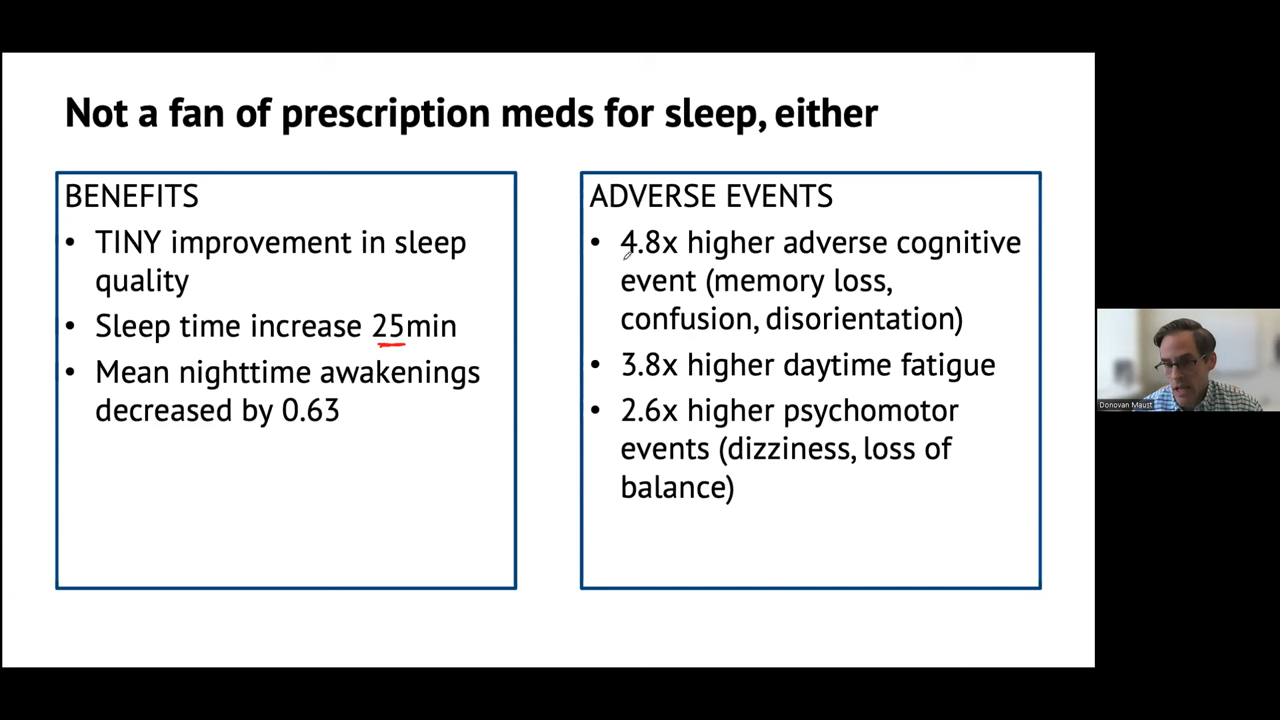 Not a fan of prescription meds for sleep, either
BENEFITS
• TINY improvement in sleep
quality
• Sleep time increase 25min
• Mean nighttime awakenings
decreased by 0.63
ADVERSE EVENTS
• 4.8x higher adverse cognitive
event (memory loss,
confusion, disorientation)
• 3.8x higher daytime fatigue
• 2.6x higher psychomotor
events (dizziness, loss of
balance)
Donovan Maust